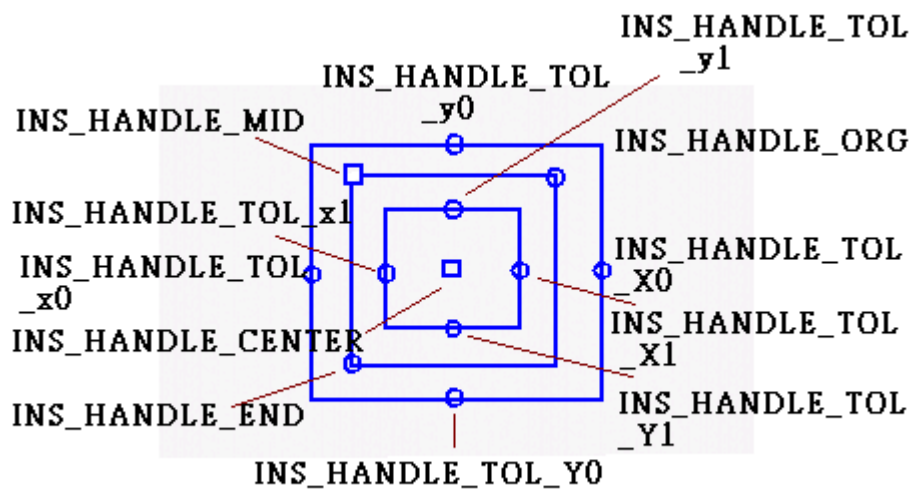 INS_HANDLE_TOL
_y1
INS_HANDLE_TOL
_y0
INS_HANDLE_MID
INS_HANDLE_ORG
INS_HANDLE_TOL_x1
INS_HANDLE_TOL
_X0
INS_HANDLE_TOL
_x0
INS_HANDLE_TOL
_X1
INS_HANDLE_CENTER
INS_HANDLE_TOL
_Y1
INS_HANDLE_END
INS_HANDLE_TOL_Y0